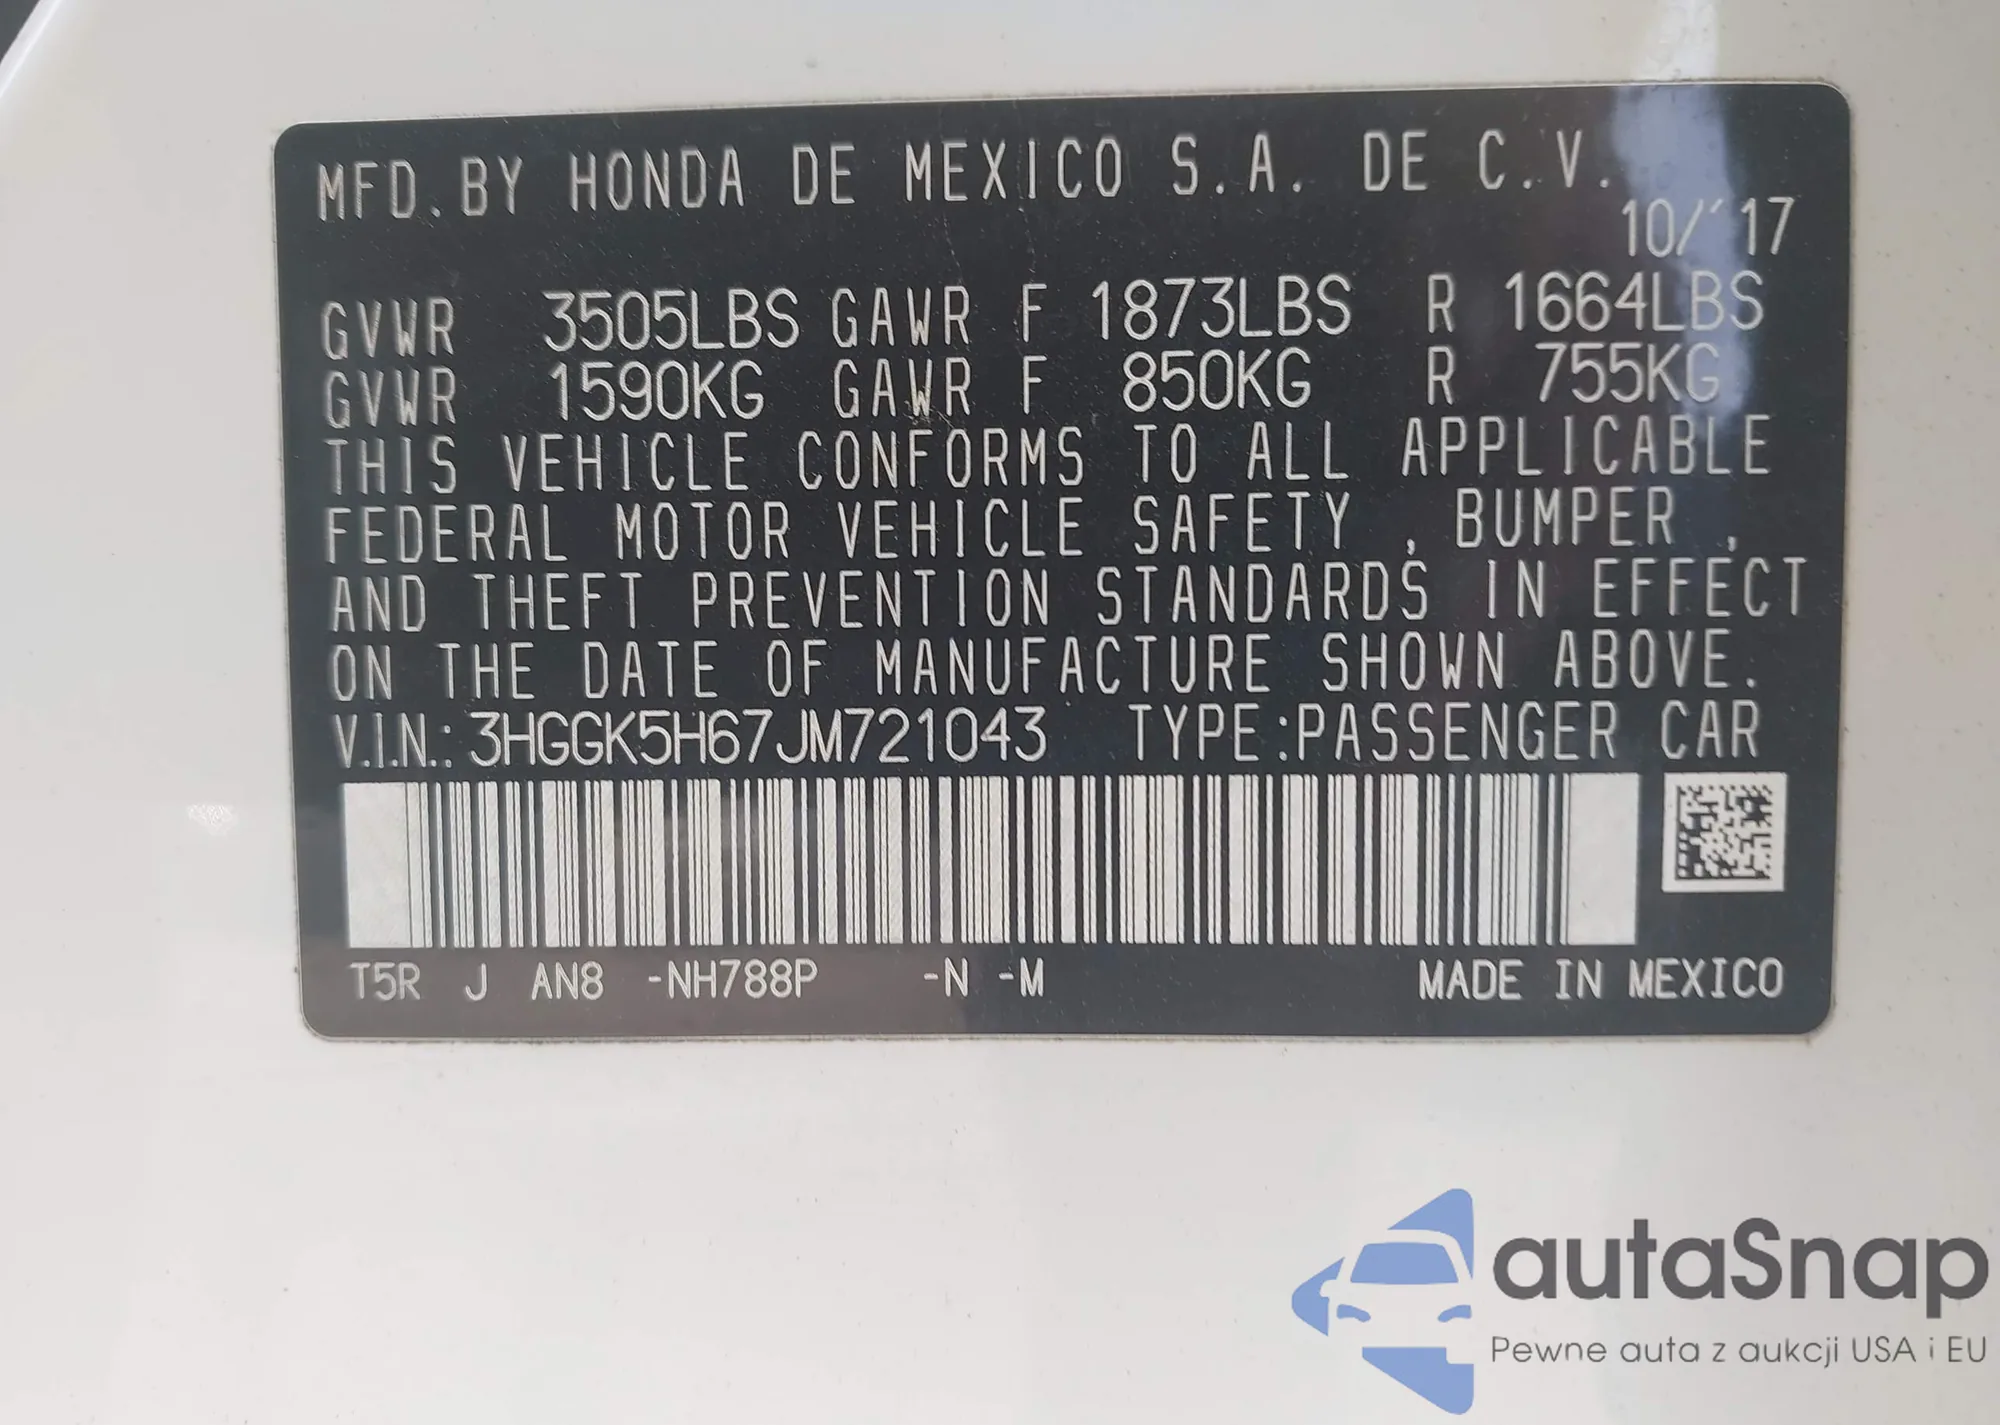 MFD. BY HONDA DE MEXICO S.A. DE C.V.
10/'17
GVWR 3505LBS GAWR F 1873LBS R 1664LBS
GVWR 1590KG GAWR F 850KG R 755KG
THIS VEHICLE CONFORMS TO ALL APPLICABLE
FEDERAL MOTOR VEHICLE SAFETY , BUMPER ,
AND THEFT PREVENTION STANDARDS IN EFFECT
ON THE DATE OF MANUFACTURE SHOWN ABOVE.
V.I.N.: 3HGGK5H67JM721043 TYPE:PASSENGER CAR
T5R J AN8 -NH788P -N -M MADE IN MEXICO
autaSnap
Pewne auta z aukcji USA i EU